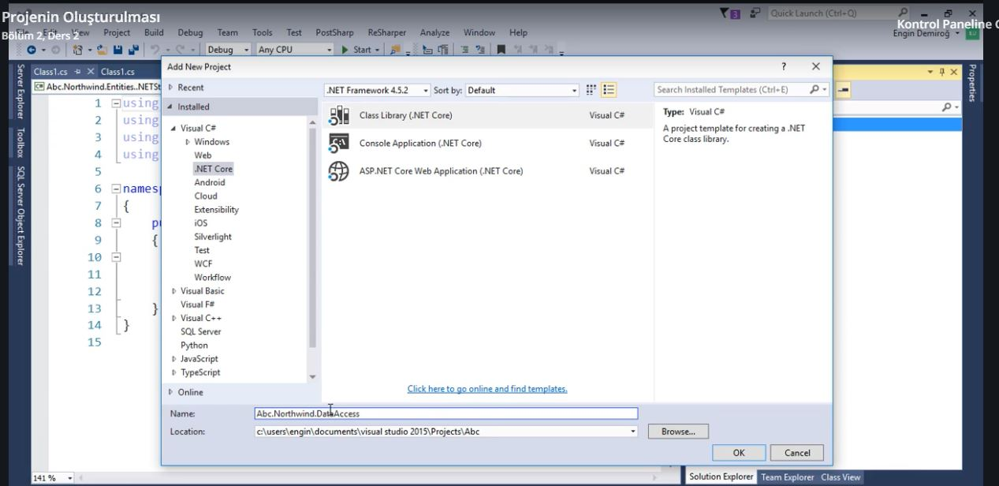 Projenin Oluşturulması
Bölüm 2, Ders 2
Kontrol Paneline
3
Quick Launch (Ctrl+Q)
View Project Build Debug Team Tools Test PostSharp ReSharper Analyze Window Help
Engin Demiroğ
Debug Any CPU Start
Class1.cs Class1.cs
Abc.Northwind.Entities..NETSt
Server Explorer
Toolbox
SQL Server Object Explorer
Properties
1 using
2 using
3 using
4 using
5
6 namesp
7 {
8 pu
9 {
10
11
12
13 }
14 }
15
141 %
Add New Project
?
Recent
Installed
Visual C#
Windows
Web
.NET Core
Android
Cloud
Extensibility
iOS
Silverlight
Test
WCF
Workflow
Visual Basic
Visual F#
Visual C++
SQL Server
Python
JavaScript
TypeScript
Online
.NET Framework 4.5.2 Sort by: Default
Search Installed Templates (Ctrl+E)
Class Library (.NET Core) Visual C#
Console Application (.NET Core) Visual C#
ASP.NET Core Web Application (.NET Core) Visual C#
Type: Visual C#
A project template for creating a .NET
Core class library.
Click here to go online and find templates.
Name: Abc.Northwind.DataAccess
Location: c:\users\engin\documents\visual studio 2015\Projects\Abc
Browse...
OK Cancel
Solution Explorer Team Explorer Class View